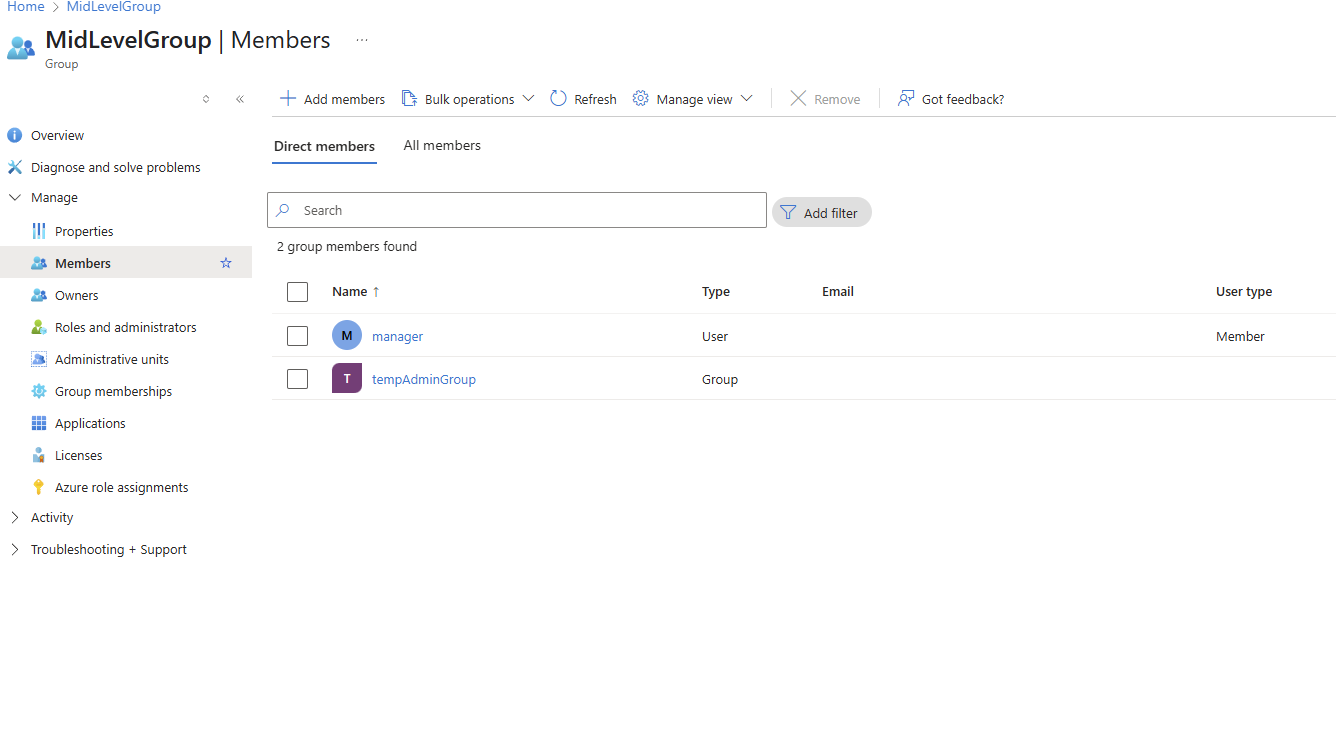 Home > MidLevelGroup
MidLevelGroup | Members ...
Group
Add members Bulk operations Refresh Manage view Remove Got feedback?
Overview
Diagnose and solve problems
Manage
Properties
Members
Owners
Roles and administrators
Administrative units
Group memberships
Applications
Licenses
Azure role assignments
Activity
Troubleshooting + Support
Direct members All members
Search Add filter
2 group members found
Name ↑ Type Email User type
M manager User Member
T tempAdminGroup Group